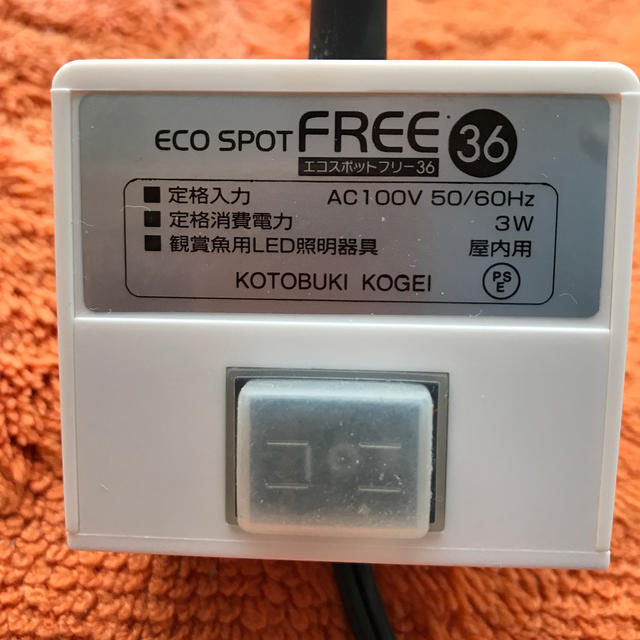 ECO SPOT FREE 36
エコスポットフリー36
■ 定格入力 AC100V 50/60Hz
■ 定格消費電力 3W
■ 観賞魚用LED照明器具 屋内用
KOTOBUKI KOGEI PSE